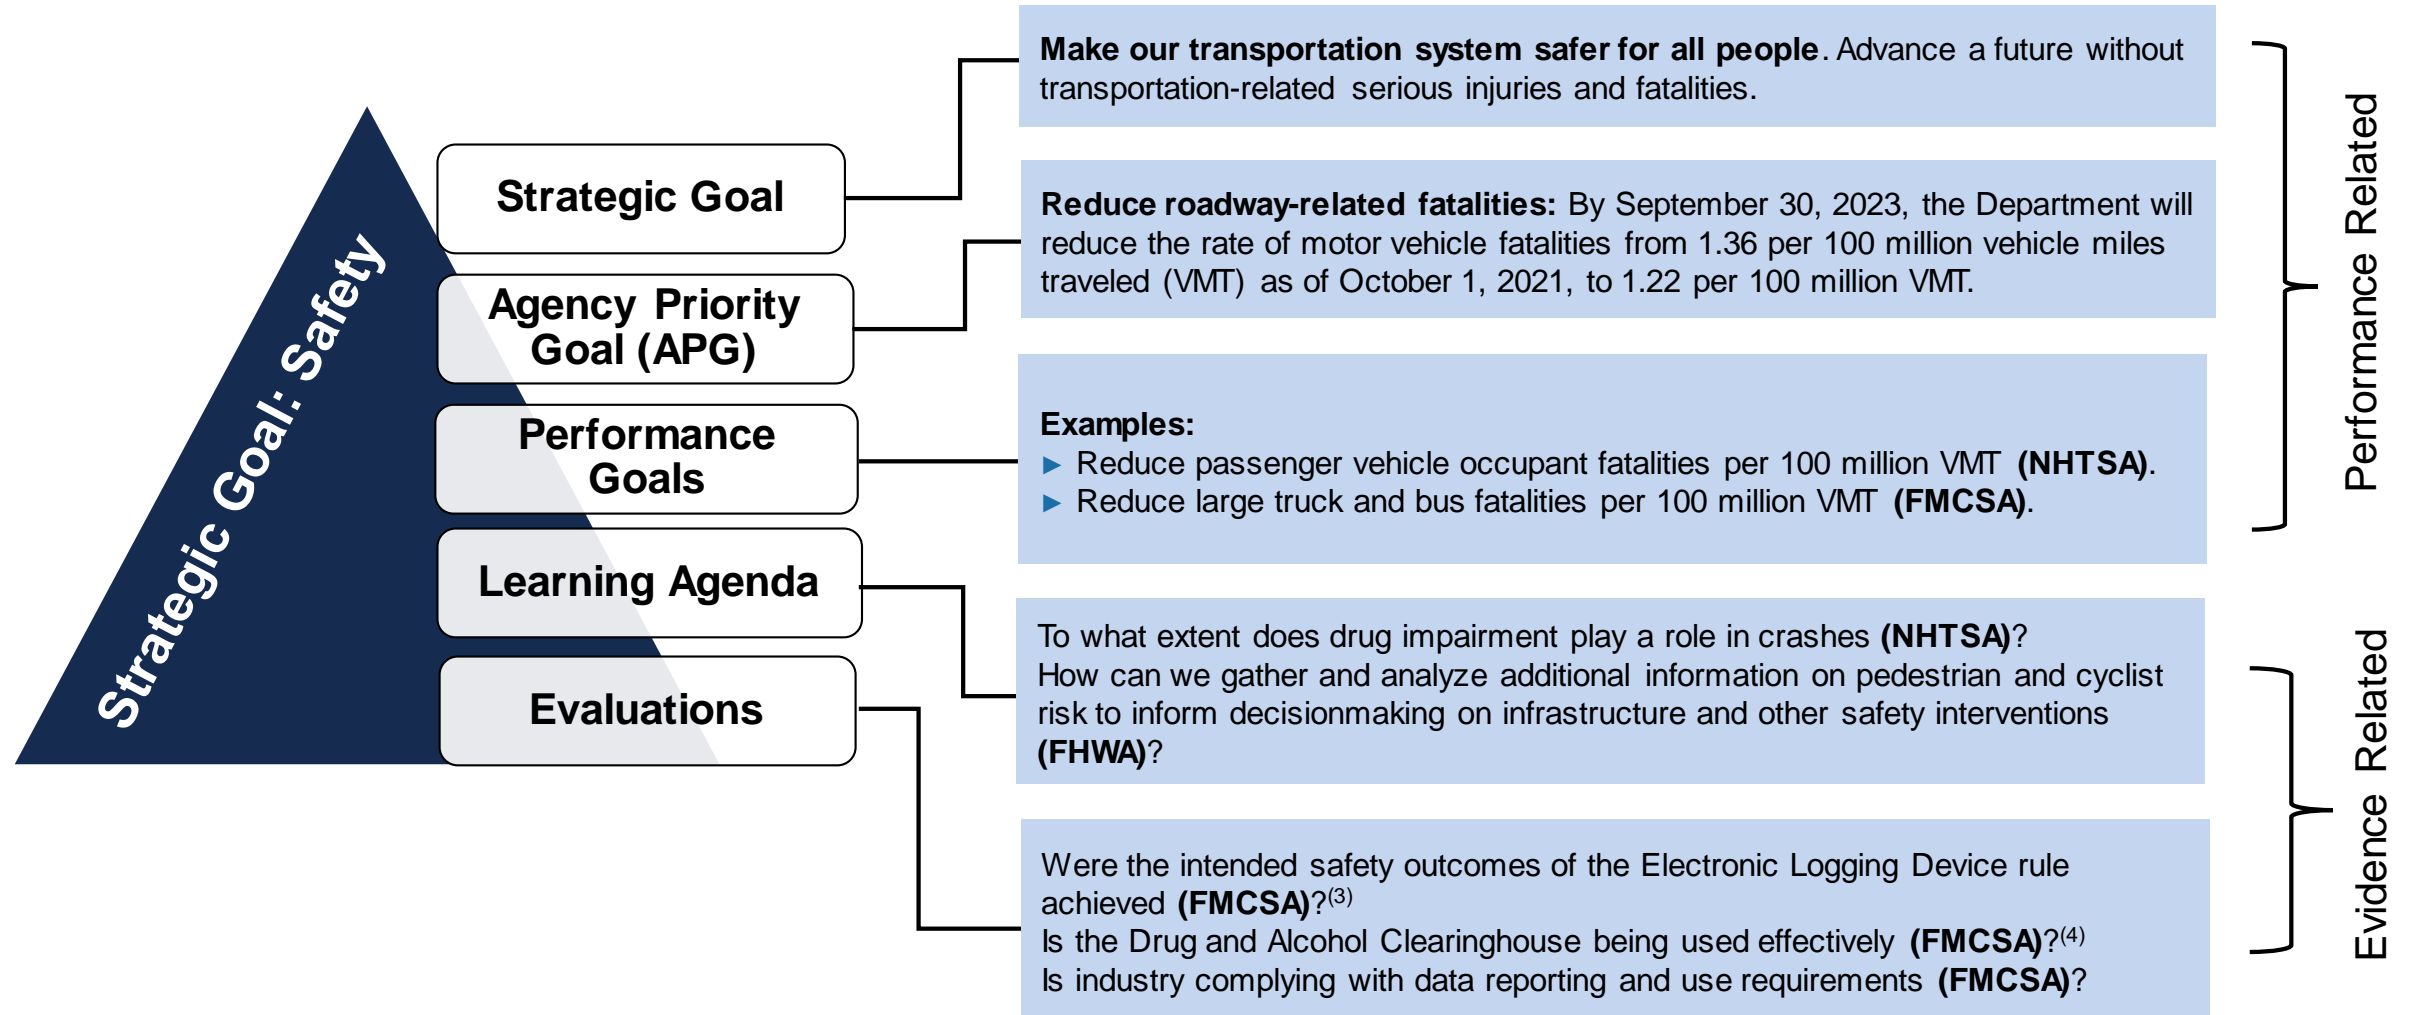 Strategic Goal: Safety
Strategic Goal
Make our transportation system safer for all people. Advance a future without
transportation-related serious injuries and fatalities.
Agency Priority
Goal (APG)
Reduce roadway-related fatalities: By September 30, 2023, the Department will
reduce the rate of motor vehicle fatalities from 1.36 per 100 million vehicle miles
traveled (VMT) as of October 1, 2021, to 1.22 per 100 million VMT.
Performance
Goals
Examples:
► Reduce passenger vehicle occupant fatalities per 100 million VMT (NHTSA).
► Reduce large truck and bus fatalities per 100 million VMT (FMCSA).
Performance Related
Learning Agenda
To what extent does drug impairment play a role in crashes (NHTSA)?
How can we gather and analyze additional information on pedestrian and cyclist
risk to inform decisionmaking on infrastructure and other safety interventions
(FHWA)?
Evaluations
Were the intended safety outcomes of the Electronic Logging Device rule
achieved (FMCSA)?(3)
Is the Drug and Alcohol Clearinghouse being used effectively (FMCSA)?(4)
Is industry complying with data reporting and use requirements (FMCSA)?
Evidence Related